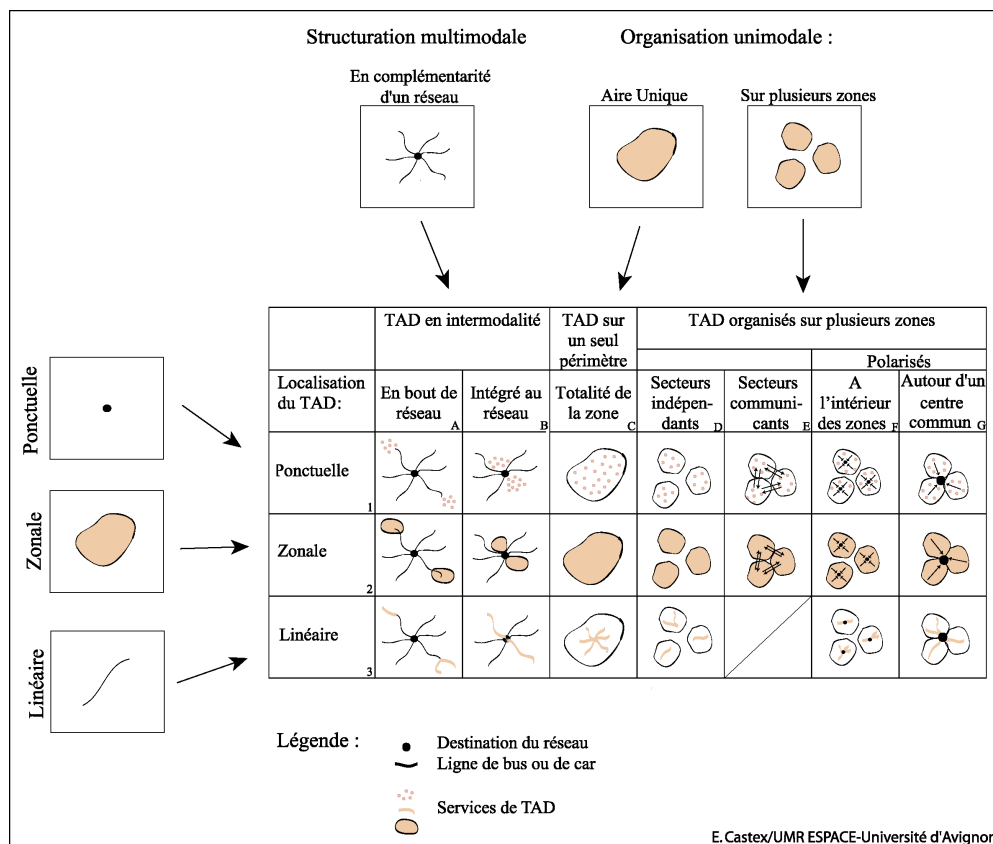 Structuration multimodale
Organisation unimodale :
En complémentarité
d'un réseau
Aire Unique
Sur plusieurs zones
TAD en intermodalité
TAD sur
un seul
périmètre
TAD organisés sur plusieurs zones
Polarisés
Localisation
du TAD:
En bout de
réseau
A
Intégré au
réseau
B
Totalité de
la zone
C
Secteurs
indépen-
dants
D
Secteurs
communi-
cants
E
A
l'intérieur
des zones
F
Autour d'un
centre
commun
G
Ponctuelle
Ponctuelle
1
Zonale
Zonale
2
Linéaire
Linéaire
3
Légende :
Destination du réseau
Ligne de bus ou de car
Services de TAD
E. Castex/UMR ESPACE-Université d'Avignon